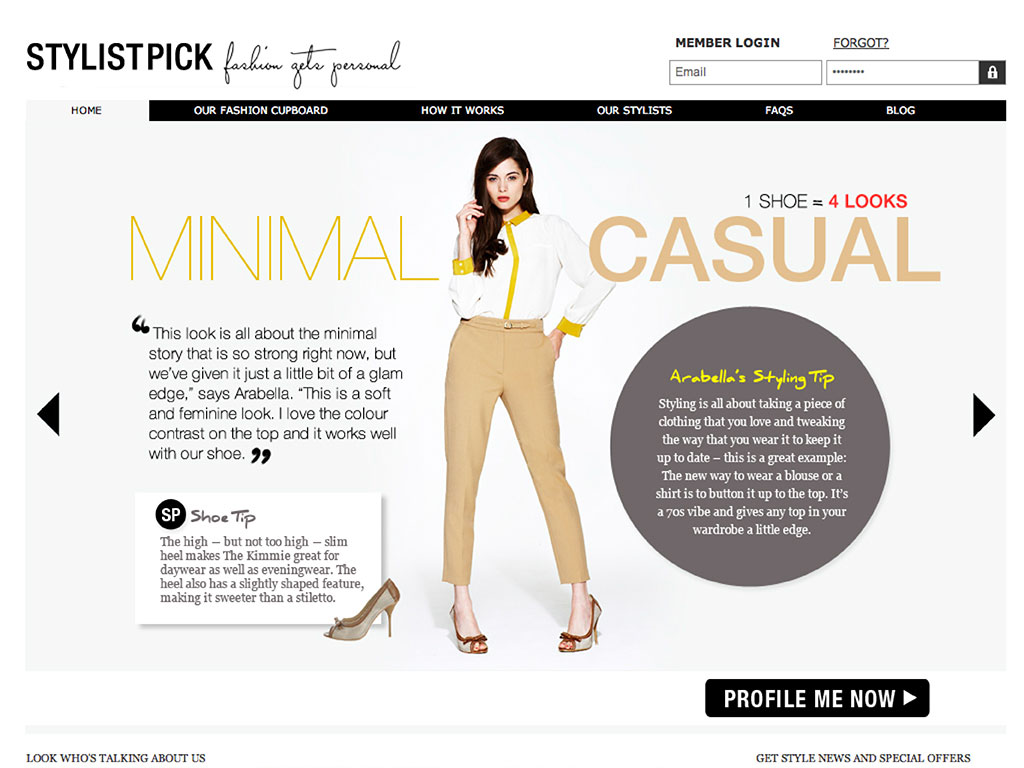 STYLISTPICK fashion gets personal
MEMBER LOGIN
FORGOT?
Email
••••••••
HOME
OUR FASHION CUPBOARD
HOW IT WORKS
OUR STYLISTS
FAQS
BLOG
MINIMAL
1 SHOE = 4 LOOKS
CASUAL
“This look is all about the minimal
story that is so strong right now, but
we’ve given it just a little bit of a glam
edge,” says Arabella. “This is a soft
and feminine look. I love the colour
contrast on the top and it works well
with our shoe. ”
SP Shoe Tip
The high – but not too high – slim
heel makes The Kimmie great for
daywear as well as eveningwear. The
heel also has a slightly shaped feature,
making it sweeter than a stiletto.
Arabella's Styling Tip
Styling is all about taking a piece of
clothing that you love and tweaking
the way that you wear it to keep it
up to date – this is a great example:
The new way to wear a blouse or a
shirt is to button it up to the top. It’s
a 70s vibe and gives any top in your
wardrobe a little edge.
PROFILE ME NOW
LOOK WHO'S TALKING ABOUT US
GET STYLE NEWS AND SPECIAL OFFERS